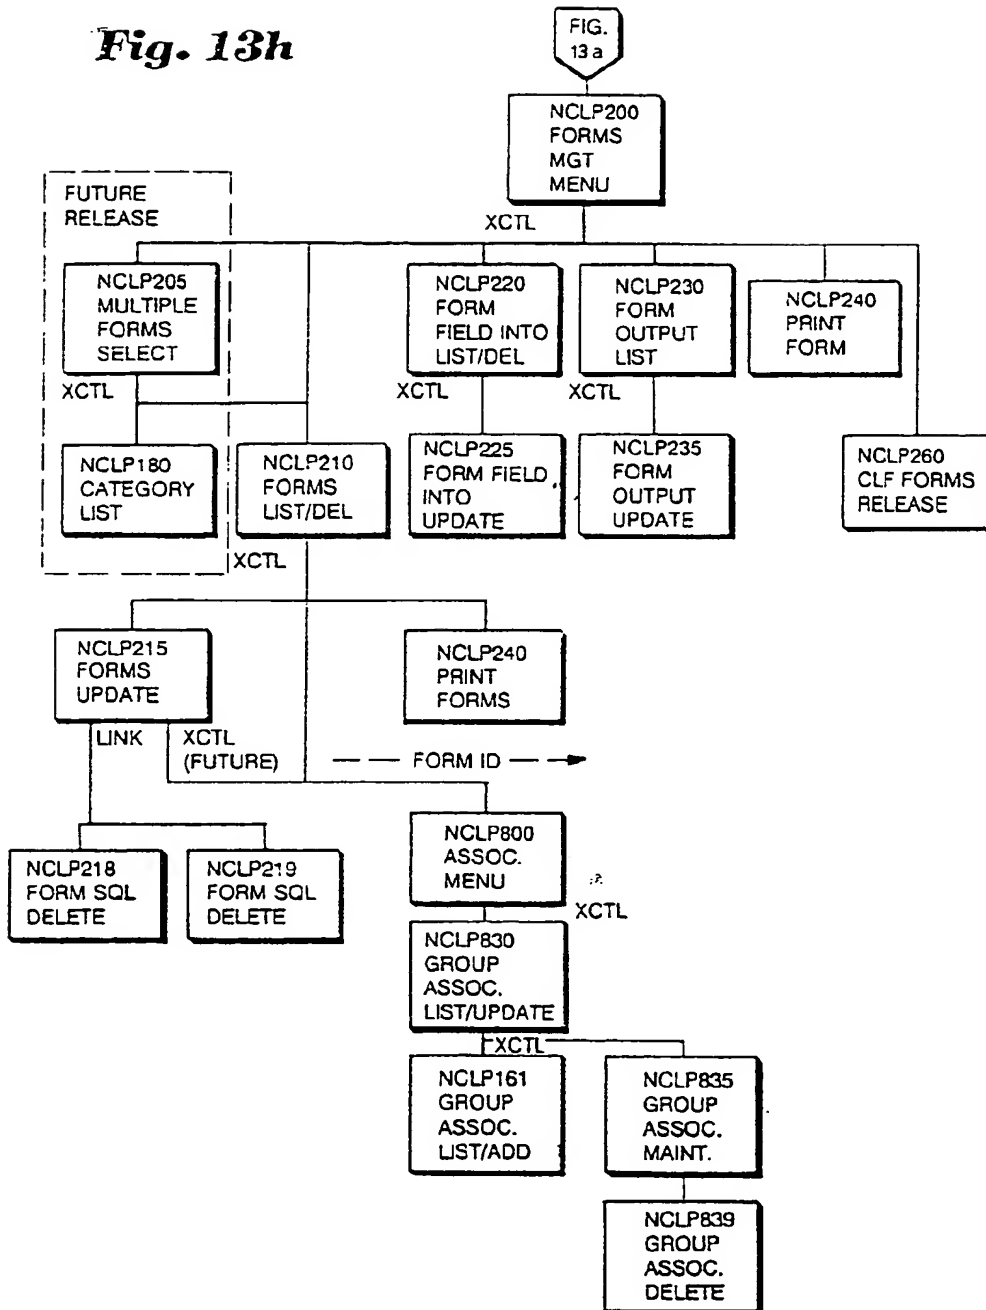 Fig. 13h
FIG.
13a
NCLP200
FORMS
MGT
MENU
XCTL
FUTURE
RELEASE
NCLP205
MULTIPLE
FORMS
SELECT
NCLP220
FORM
FIELD INTO
LIST/DEL
NCLP230
FORM
OUTPUT
LIST
NCLP240
PRINT
FORM
XCTL
XCTL
XCTL
NCLP180
CATEGORY
LIST
NCLP210
FORMS
LIST/DEL
NCLP225
FORM FIELD
INTO
UPDATE
NCLP235
FORM
OUTPUT
UPDATE
NCLP260
CLF FORMS
RELEASE
XCTL
NCLP215
FORMS
UPDATE
NCLP240
PRINT
FORMS
LINK
XCTL
(FUTURE)
FORM ID
NCLP800
ASSOC.
MENU
XCTL
NCLP218
FORM SQL
DELETE
NCLP219
FORM SQL
DELETE
NCLP830
GROUP
ASSOC.
LIST/UPDATE
XCTL
NCLP161
GROUP
ASSOC.
LIST/ADD
NCLP835
GROUP
ASSOC.
MAINT.
NCLP839
GROUP
ASSOC.
DELETE